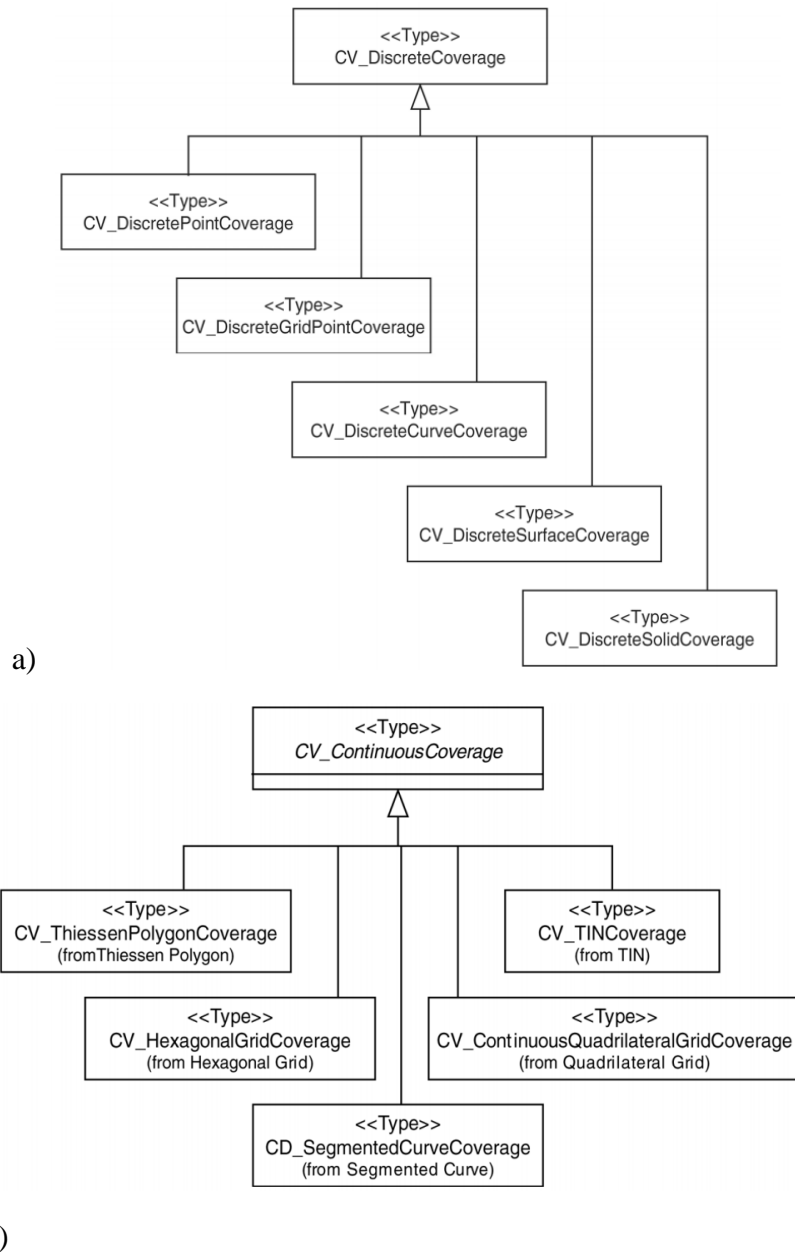 <<Type>>
CV_DiscreteCoverage
<<Type>>
CV_DiscretePointCoverage
<<Type>>
CV_DiscreteGridPointCoverage
<<Type>>
CV_DiscreteCurveCoverage
<<Type>>
CV_DiscreteSurfaceCoverage
<<Type>>
CV_DiscreteSolidCoverage
a)
<<Type>>
CV_ContinuousCoverage
<<Type>>
CV_ThiessenPolygonCoverage
(fromThiessen Polygon)
<<Type>>
CV_TINCoverage
(from TIN)
<<Type>>
CV_HexagonalGridCoverage
(from Hexagonal Grid)
<<Type>>
CV_ContinuousQuadrilateralGridCoverage
(from Quadrilateral Grid)
<<Type>>
CD_SegmentedCurveCoverage
(from Segmented Curve)
)